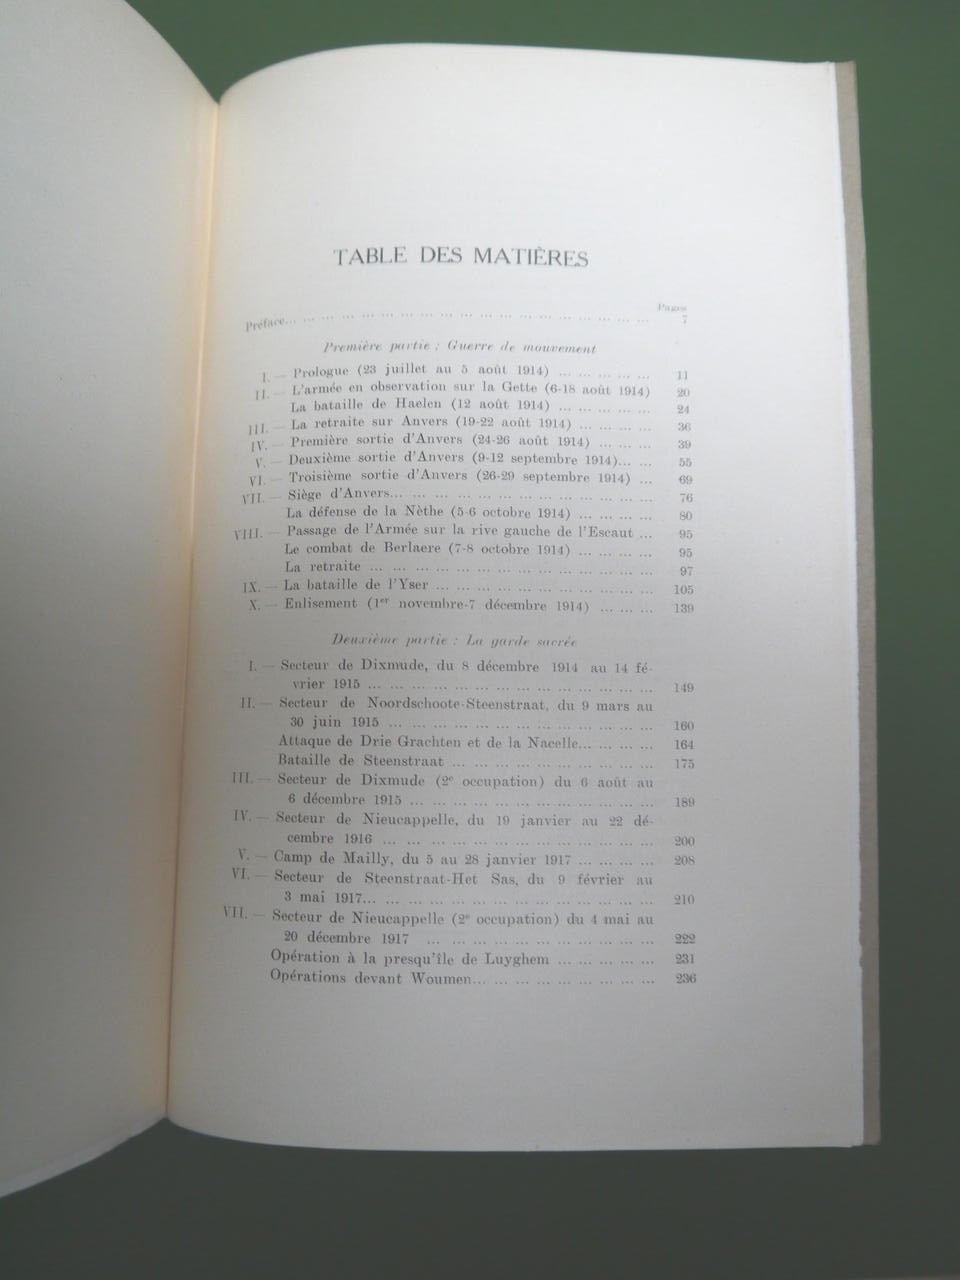 TABLE DES MATIÈRES
Pages
Préface... ... ... ... ... ... ... ... ... ... ... ... ... ... ... ... ... ... 7
Première partie : Guerre de mouvement
I. — Prologue (23 juillet au 5 août 1914) ... ... ... ... ... 11
II. — L'armée en observation sur la Gette (6-18 août 1914) 20
La bataille de Haelen (12 août 1914) ... ... ... ... ... 24
III. — La retraite sur Anvers (19-22 août 1914) ... ... ... ... 36
IV. — Première sortie d'Anvers (24-26 août 1914) ... ... ... 39
V. — Deuxième sortie d'Anvers (9-12 septembre 1914)... ... 55
VI. — Troisième sortie d'Anvers (26-29 septembre 1914) ... 69
VII. — Siège d'Anvers... ... ... ... ... ... ... ... ... ... ... ... 76
La défense de la Nèthe (5-6 octobre 1914) ... ... ... ... 80
VIII. — Passage de l'Armée sur la rive gauche de l'Escaut ... 95
Le combat de Berlaere (7-8 octobre 1914) ... ... ... ... 95
La retraite ... ... ... ... ... ... ... ... ... ... ... ... ... ... 97
IX. — La bataille de l'Yser ... ... ... ... ... ... ... ... ... ... ... 105
X. — Enlisement (1er novembre-7 décembre 1914) ... ... ... 139
Deuxième partie : La garde sacrée
I. — Secteur de Dixmude, du 8 décembre 1914 au 14 fé-
vrier 1915 ... ... ... ... ... ... ... ... ... ... ... ... ... ... 149
II. — Secteur de Noordschoote-Steenstraat, du 9 mars au
30 juin 1915 ... ... ... ... ... ... ... ... ... ... ... ... ... 160
Attaque de Drie Grachten et de la Nacelle... ... ... ... 164
Bataille de Steenstraat ... ... ... ... ... ... ... ... ... ... 175
III. — Secteur de Dixmude (2e occupation) du 6 août au
6 décembre 1915 ... ... ... ... ... ... ... ... ... ... ... ... 189
IV. — Secteur de Nieucappelle, du 19 janvier au 22 dé-
cembre 1916 ... ... ... ... ... ... ... ... ... ... ... ... ... 200
V. — Camp de Mailly, du 5 au 28 janvier 1917 ... ... ... ... 208
VI. — Secteur de Steenstraat-Het Sas, du 9 février au
3 mai 1917... ... ... ... ... ... ... ... ... ... ... ... ... ... 210
VII. — Secteur de Nieucappelle (2e occupation) du 4 mai au
20 décembre 1917 ... ... ... ... ... ... ... ... ... ... ... 222
Opération à la presqu'île de Luyghem ... ... ... ... ... 231
Opérations devant Woumen... ... ... ... ... ... ... ... ... 236